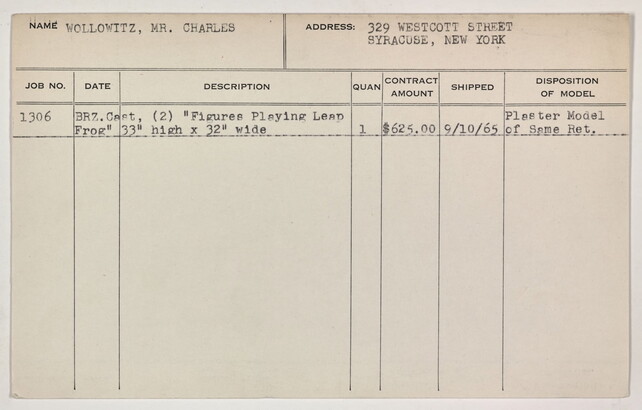 NAME WOLLOWITZ, MR. CHARLES
ADDRESS: 329 WESTCOTT STREET
SYRACUSE, NEW YORK
JOB NO. DATE DESCRIPTION QUAN CONTRACT AMOUNT SHIPPED DISPOSITION OF MODEL
1306 BRZ.Cast, (2) "Figures Playing Leap Plaster Model
Frog" 33" high x 32" wide 1 $625.00 9/10/65 of Same Ret.